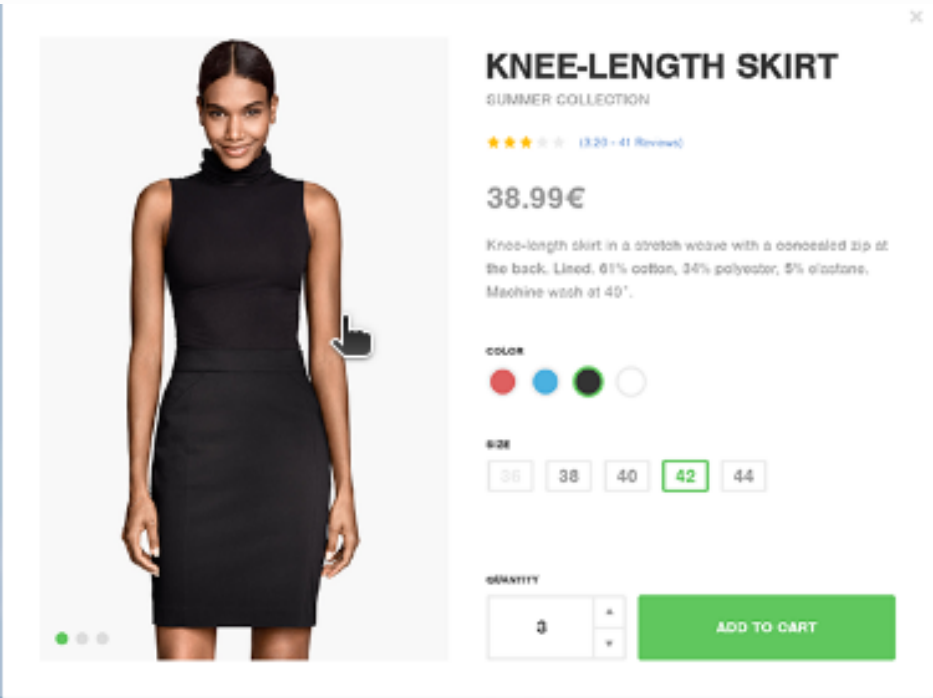 KNEE-LENGTH SKIRT
SUMMER COLLECTION
(3.20 - 41 Reviews)
38.99€
Knee-length skirt in a stretch weave with a concealed zip at
the back. Lined. 61% cotton, 34% polyester, 5% elastane.
Machine wash at 40°.
COLOR
SIZE
36 38 40 42 44
QUANTITY
3
ADD TO CART